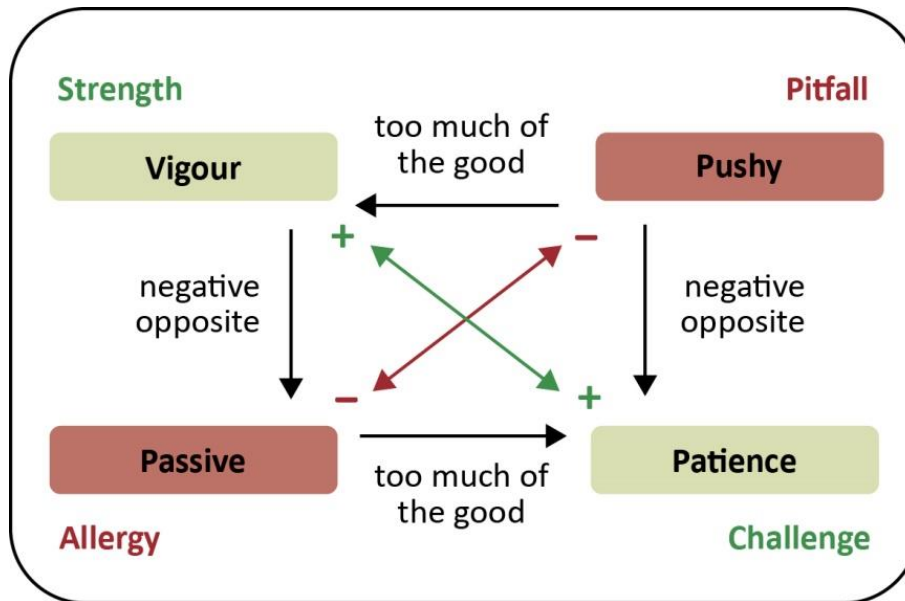 Strength
Pitfall
Vigour
too much of
the good
Pushy
+
−
negative
opposite
negative
opposite
−
+
Passive
too much of
the good
Patience
Allergy
Challenge